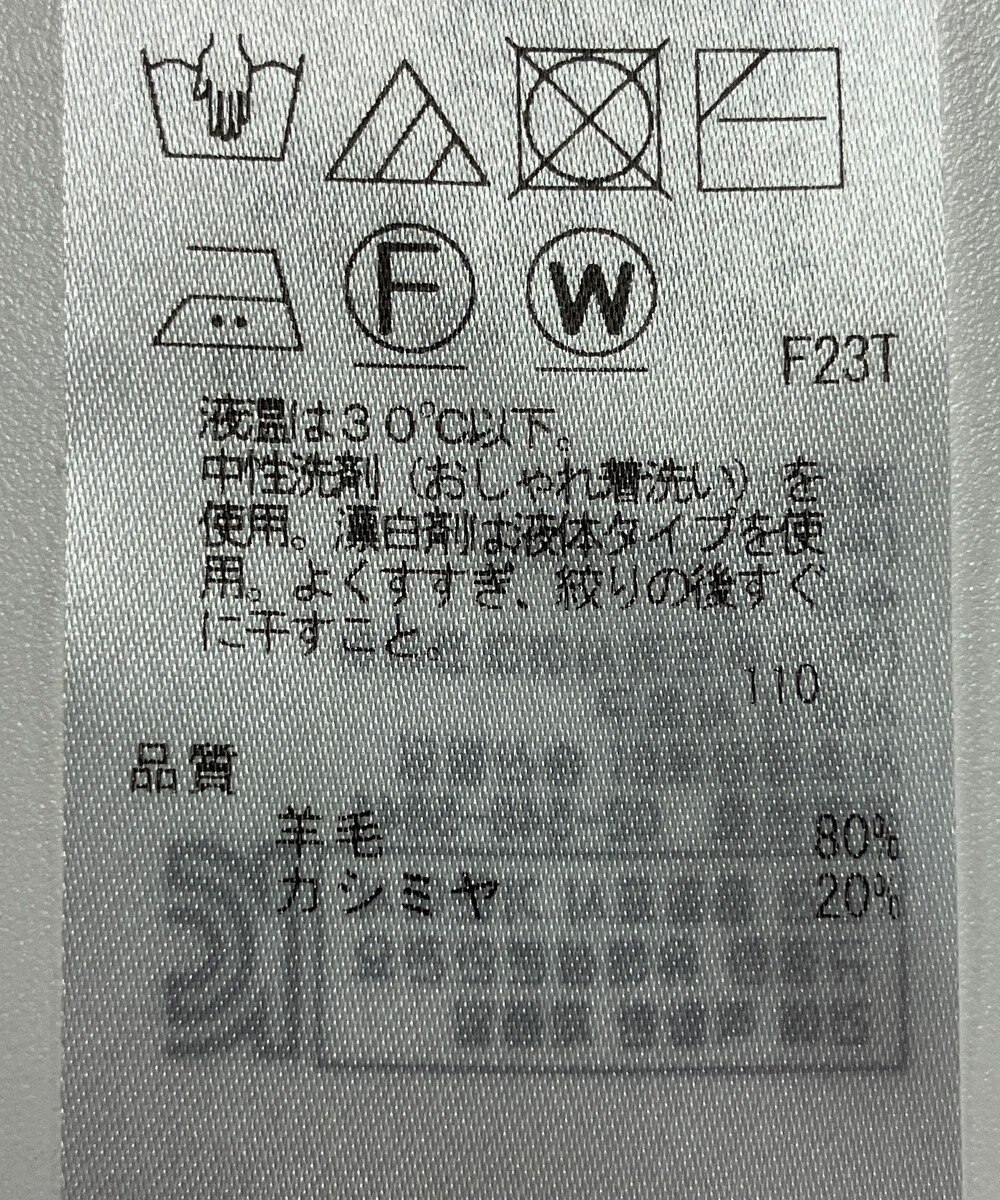 F W
F23T
液温は30℃以下。
中性洗剤（おしゃれ着洗い）を
使用。漂白剤は液体タイプを使
用。よくすすぎ、絞りの後すぐ
に干すこと。
110
品質
羊毛 80%
カシミヤ 20%